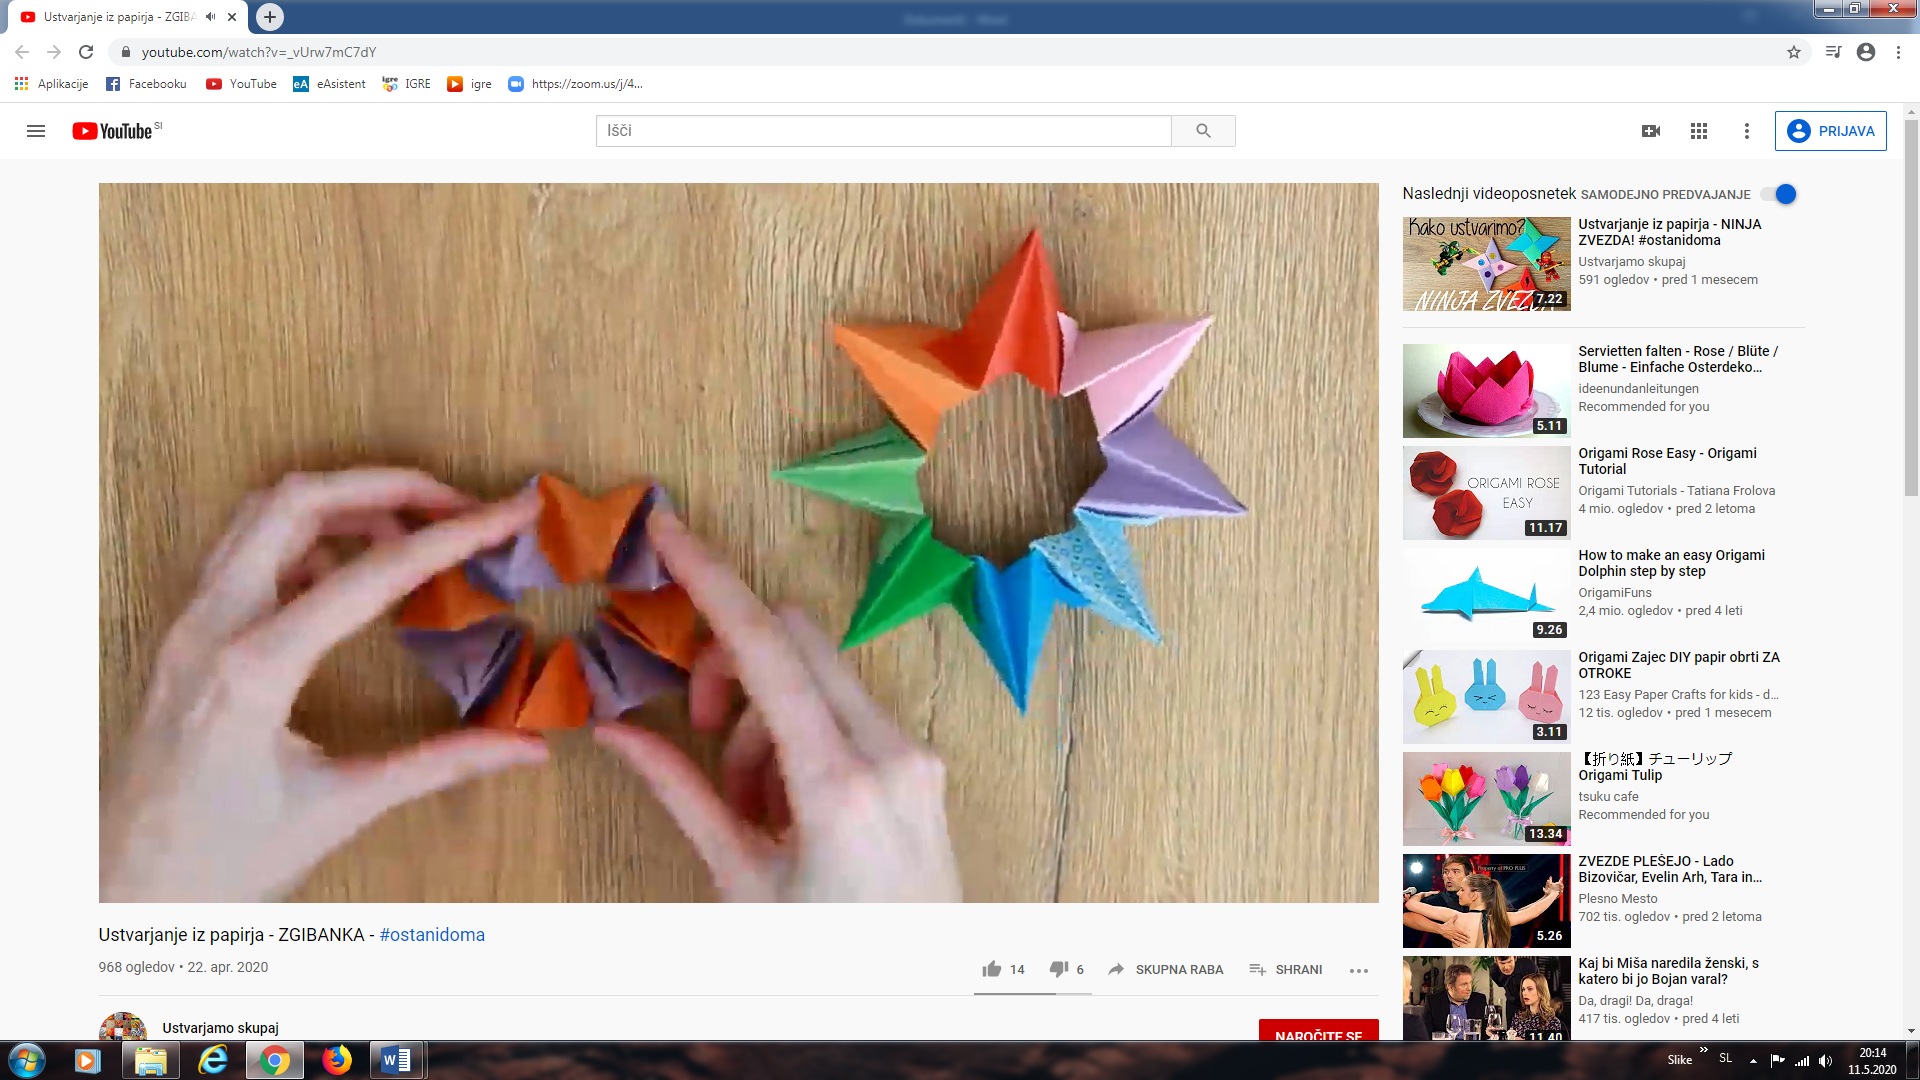 Ustvarjanje iz papirja - ZGIBA
youtube.com/watch?v=_vUrw7mC7dY
Aplikacije
Facebooku
YouTube
eA
eAsistent
igre
IGRE
igre
https://zoom.us/j/4...
YouTube SI
Išči
PRIJAVA
Naslednji videoposnetek SAMODEJNO PREDVAJANJE
Kako ustvarimo?
7.22
Ustvarjanje iz papirja - NINJA
ZVEZDA! #ostanidoma
Ustvarjamo skupaj
591 ogledov • pred 1 mesecem
5.11
Servietten falten - Rose / Blüte /
Blume - Einfache Osterdeko...
ideenundanleitungen
Recommended for you
ORIGAMI ROSE
EASY
11.17
Origami Rose Easy - Origami
Tutorial
Origami Tutorials - Tatiana Frolova
4 mio. ogledov • pred 2 letoma
9.26
How to make an easy Origami
Dolphin step by step
OrigamiFuns
2,4 mio. ogledov • pred 4 leti
3.11
Origami Zajec DIY papir obrti ZA
OTROKE
123 Easy Paper Crafts for kids - d...
12 tis. ogledov • pred 1 mesecem
13.34
【折り紙】チューリップ
Origami Tulip
tsuku cafe
Recommended for you
5.26
ZVEZDE PLEŠEJO - Lado
Bizovičar, Evelin Arh, Tara in...
Plesno Mesto
702 tis. ogledov • pred 2 letoma
11.40
Kaj bi Miša naredila ženski, s
katero bi jo Bojan varal?
Da, dragi! Da, draga!
417 tis. ogledov • pred 4 leti
Ustvarjanje iz papirja - ZGIBANKA - #ostanidoma
968 ogledov • 22. apr. 2020
14
6
SKUPNA RABA
SHRANI
Ustvarjamo skupaj
NAROČITE SE
Slike
SL
20:14
11.5.2020